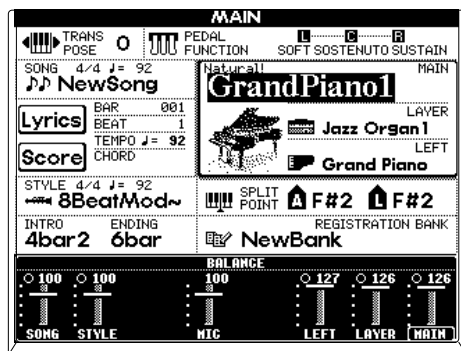 MAIN
TRANSPOSE 0
PEDAL FUNCTION
L C R
SOFT SOSTENUTO SUSTAIN
SONG 4/4 ♩= 92
NewSong
Lyrics
BAR 001
BEAT 1
TEMPO ♩= 92
Score
CHORD
Natural! MAIN
GrandPiano1
LAYER
Jazz Organ1
LEFT
Grand Piano
STYLE 4/4 ♩= 92
8BeatMod~
SPLIT POINT A F#2 L F#2
INTRO ENDING
4bar2 6bar
REGISTRATION BANK
NewBank
BALANCE
100 100 100 127 126 126
SONG STYLE MIC LEFT LAYER MAIN